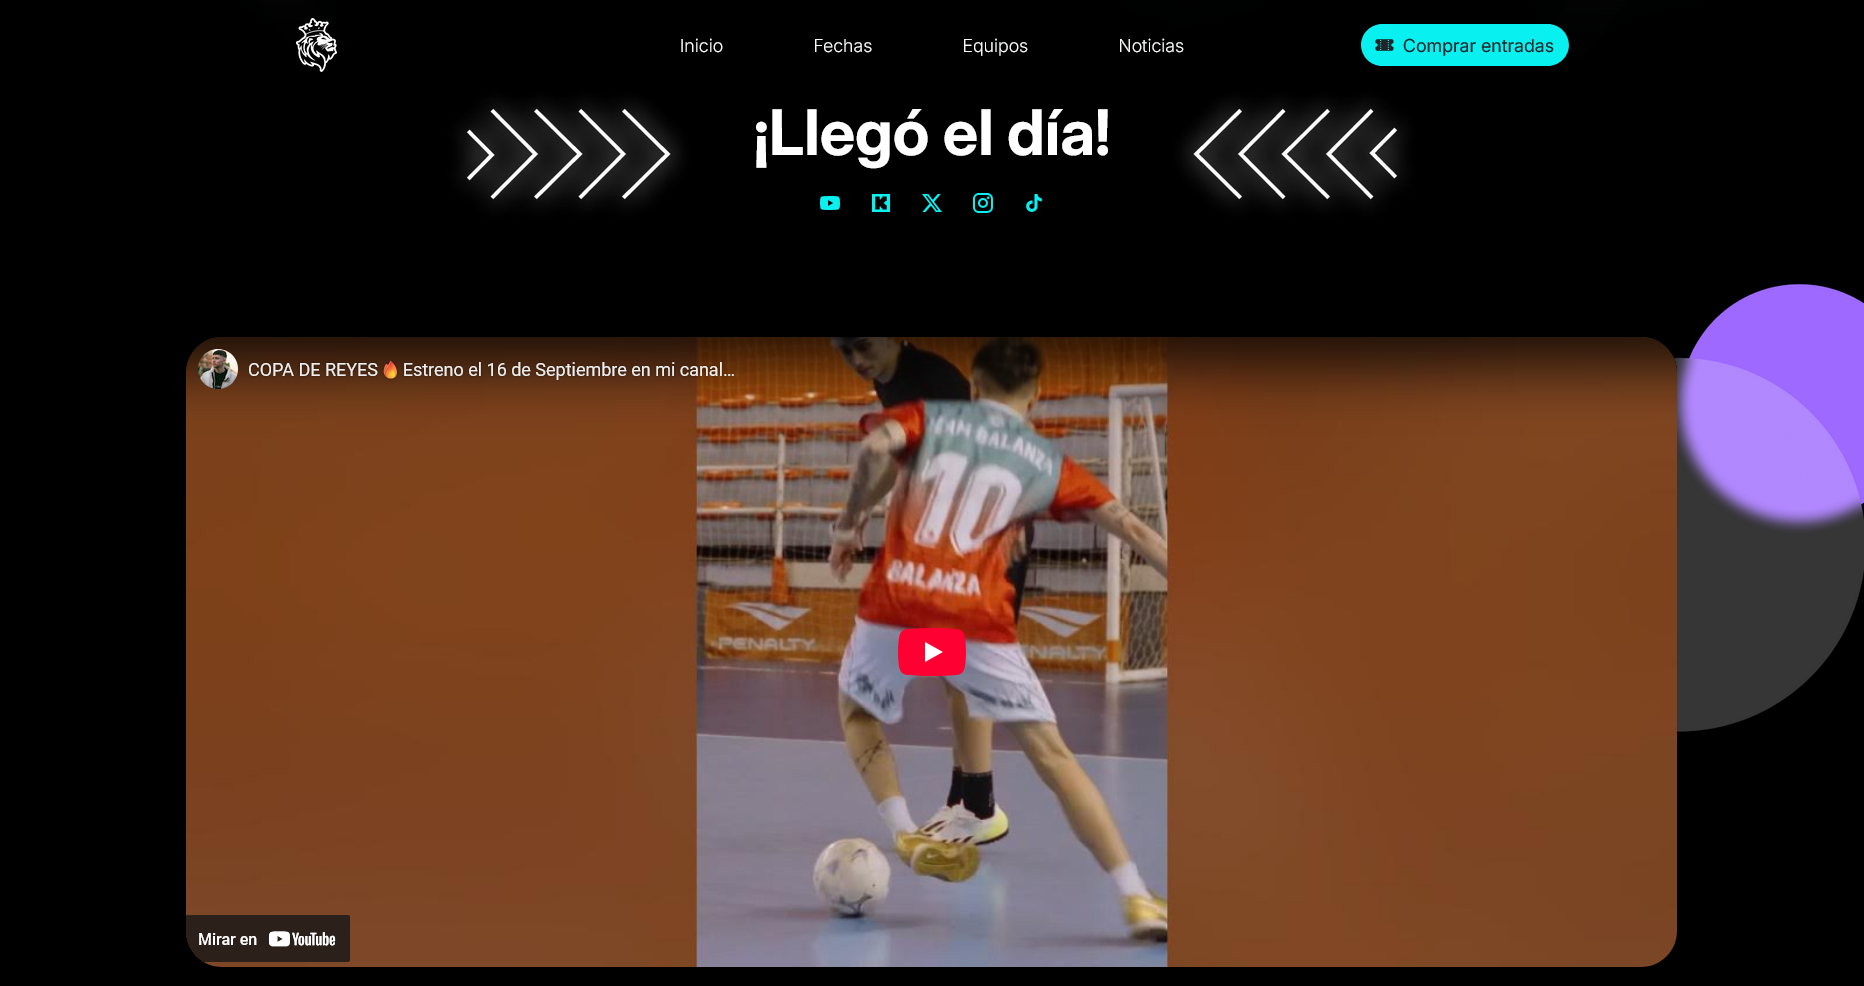 Inicio
Fechas
Equipos
Noticias
Comprar entradas
¡Llegó el día!
COPA DE REYES🔥Estreno el 16 de Septiembre en mi canal...
TEAM BALANZA
10
BALANZA
PENALTY
PENALTY
Mirar en YouTube